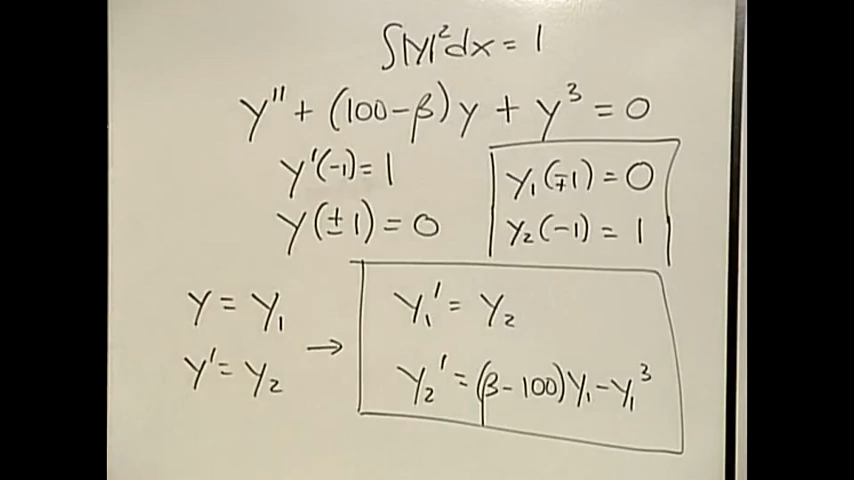 ∫|y|²dx = 1
y'' + (100-β)y + y³ = 0
y'(-1) = 1
y(±1) = 0
y₁(∓1) = 0
y₂(-1) = 1
y = y₁
y' = y₂
→
y₁' = y₂
y₂' = (β-100)y₁ - y₁³